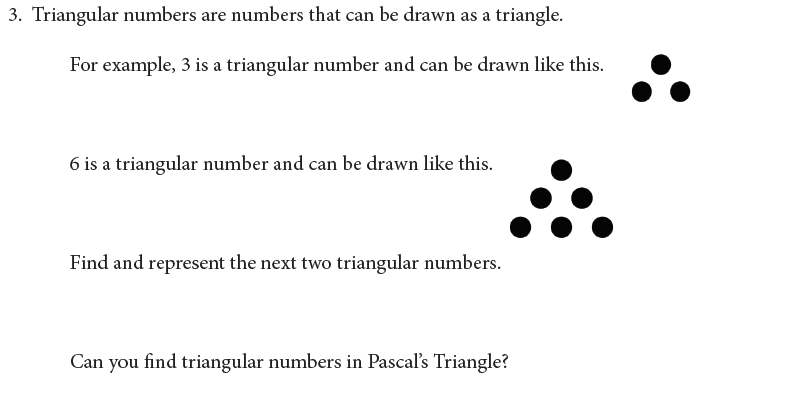 3. Triangular numbers are numbers that can be drawn as a triangle.
For example, 3 is a triangular number and can be drawn like this.
6 is a triangular number and can be drawn like this.
Find and represent the next two triangular numbers.
Can you find triangular numbers in Pascal’s Triangle?